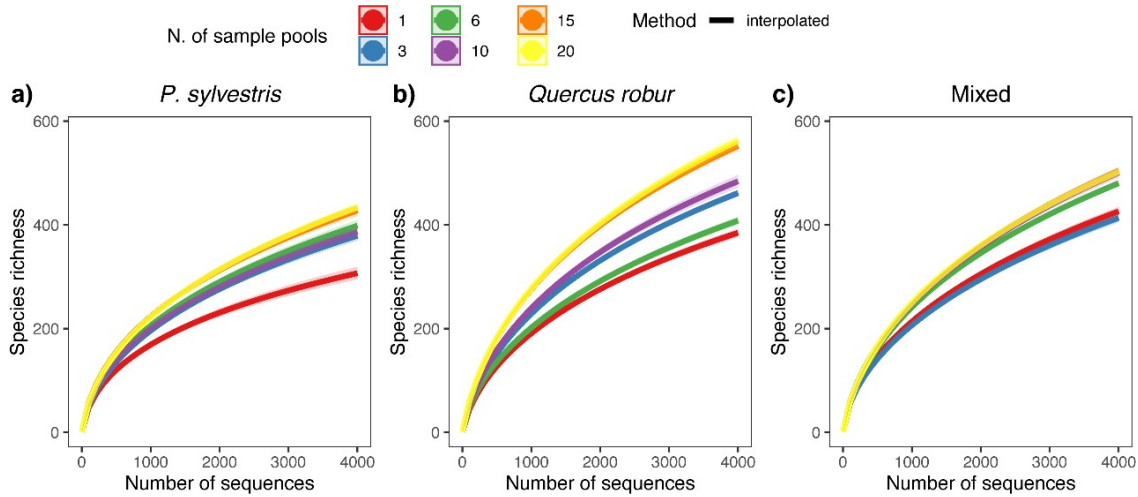 N. of sample pools
1
6
15
3
10
20
Method
interpolated
a)
P. sylvestris
b)
Quercus robur
c)
Mixed
Species richness
600
400
200
0
0 1000 2000 3000 4000
Number of sequences
Species richness
600
400
200
0
0 1000 2000 3000 4000
Number of sequences
Species richness
600
400
200
0
0 1000 2000 3000 4000
Number of sequences